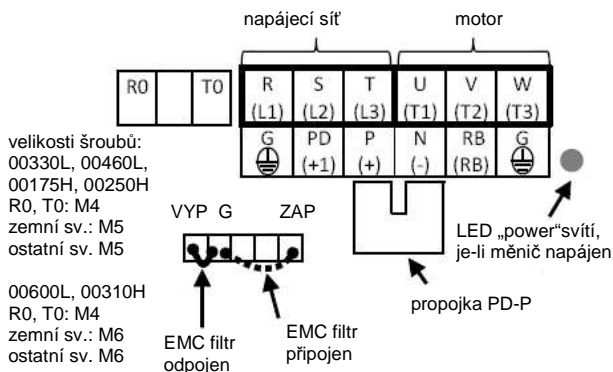 napájecí síť motor
R0 T0 R S T U V W
(L1) (L2) (L3) (T1) (T2) (T3)
G PD P N RB G
(+1) (+) (-) (RB)
velikosti šroubů:
00330L, 00460L,
00175H, 00250H
R0, T0: M4
zemní sv.: M5
ostatní sv. M5
00600L, 00310H
R0, T0: M4
zemní sv.: M6
ostatní sv. M6
VYP G ZAP
EMC filtr
odpojen
EMC filtr
připojen
propojka PD-P
LED „power“svítí,
je-li měnič napájen